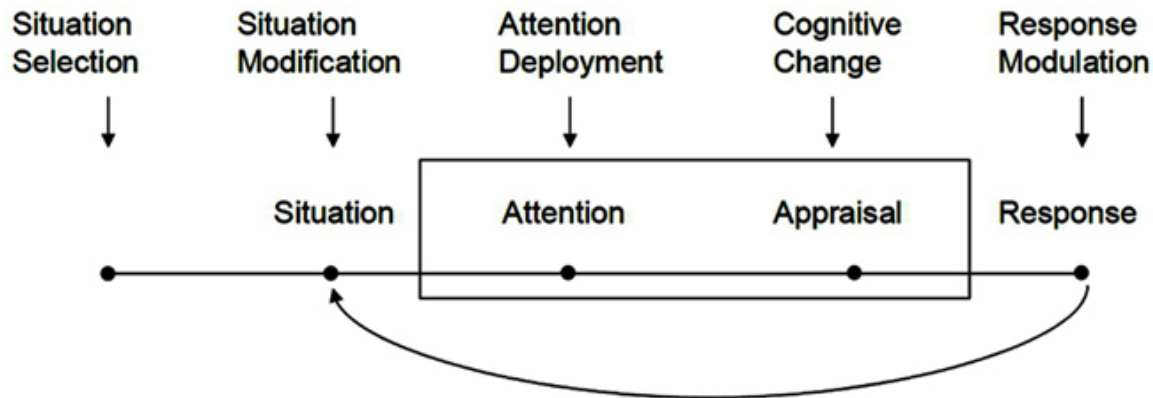 Situation
Selection
Situation
Modification
Attention
Deployment
Cognitive
Change
Response
Modulation
Situation
Attention
Appraisal
Response